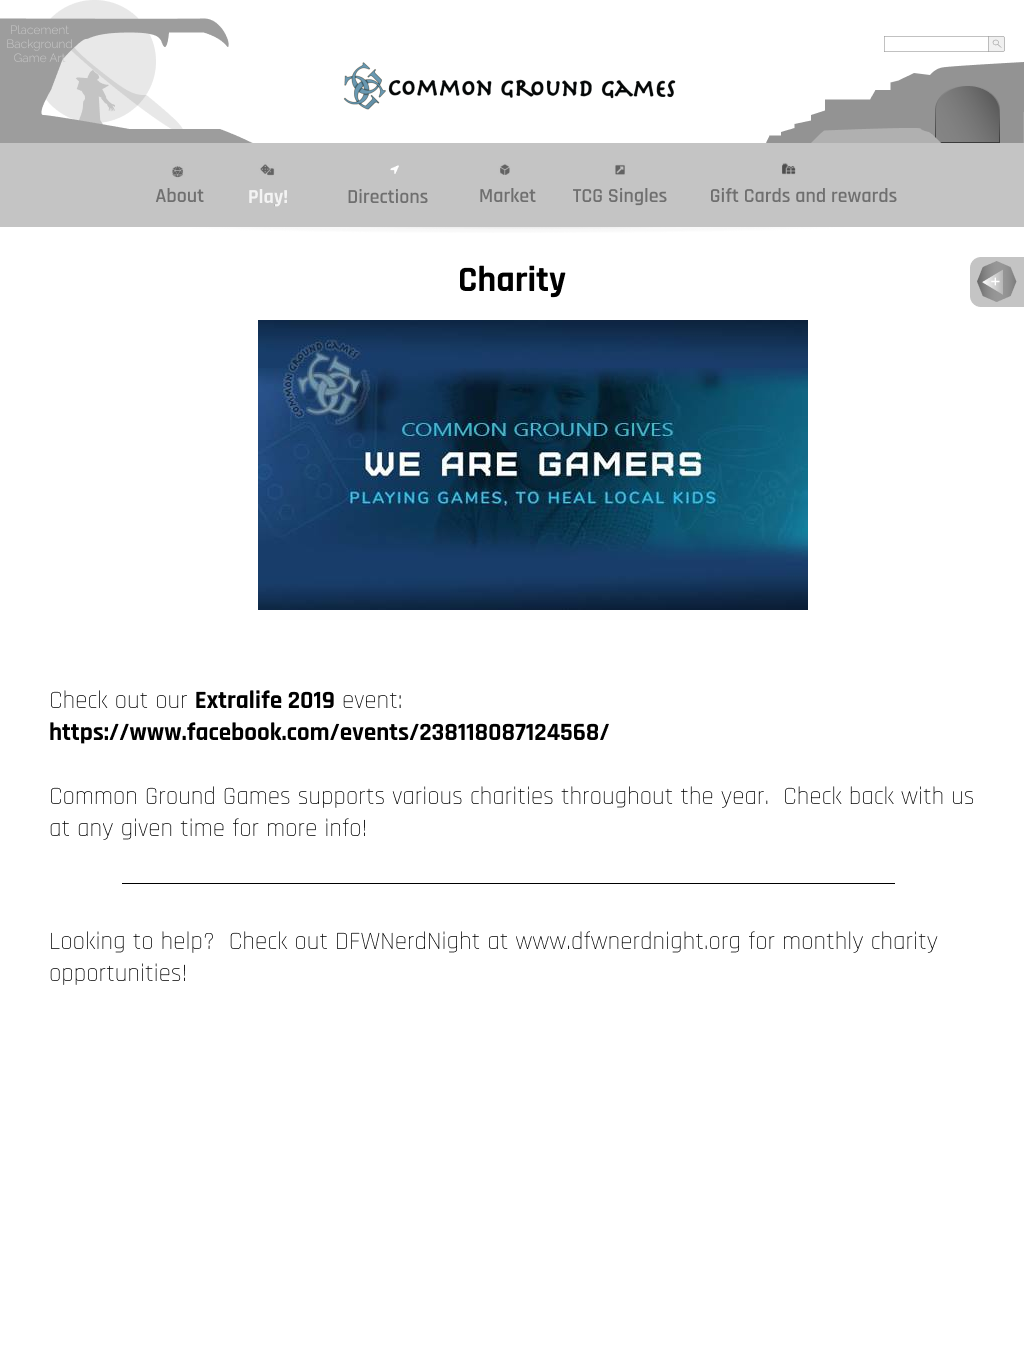 Placement
Background
Game Art
COMMON GROUND GAMES
About
Play!
Directions
Market
TCG Singles
Gift Cards and rewards
Charity
COMMON GROUND GAMES
COMMON GROUND GIVES
WE ARE GAMERS
PLAYING GAMES, TO HEAL LOCAL KIDS
Check out our Extralife 2019 event:
https://www.facebook.com/events/238118087124568/
Common Ground Games supports various charities throughout the year.  Check back with us
at any given time for more info!
Looking to help?  Check out DFWNerdNight at www.dfwnerdnight.org for monthly charity
opportunities!